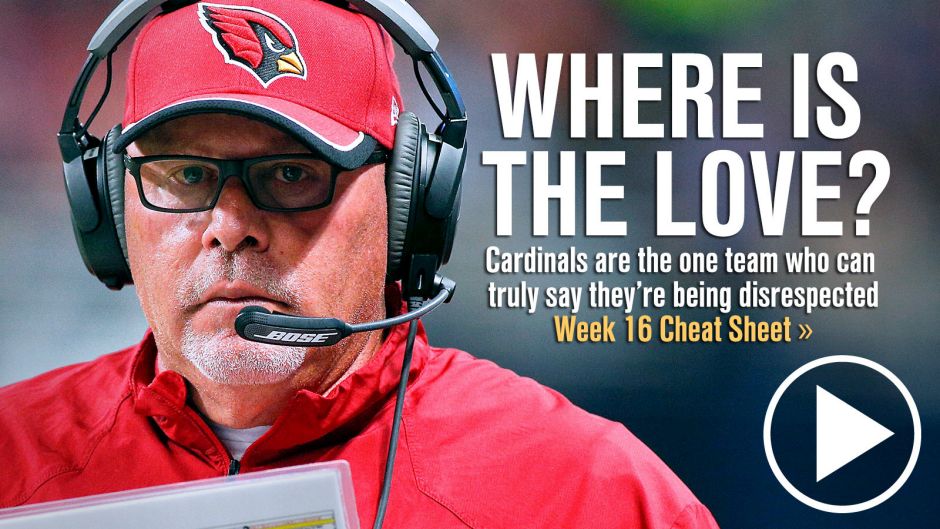 WHERE IS
THE LOVE?
Cardinals are the one team who can
truly say they're being disrespected
Week 16 Cheat Sheet »
BOSE